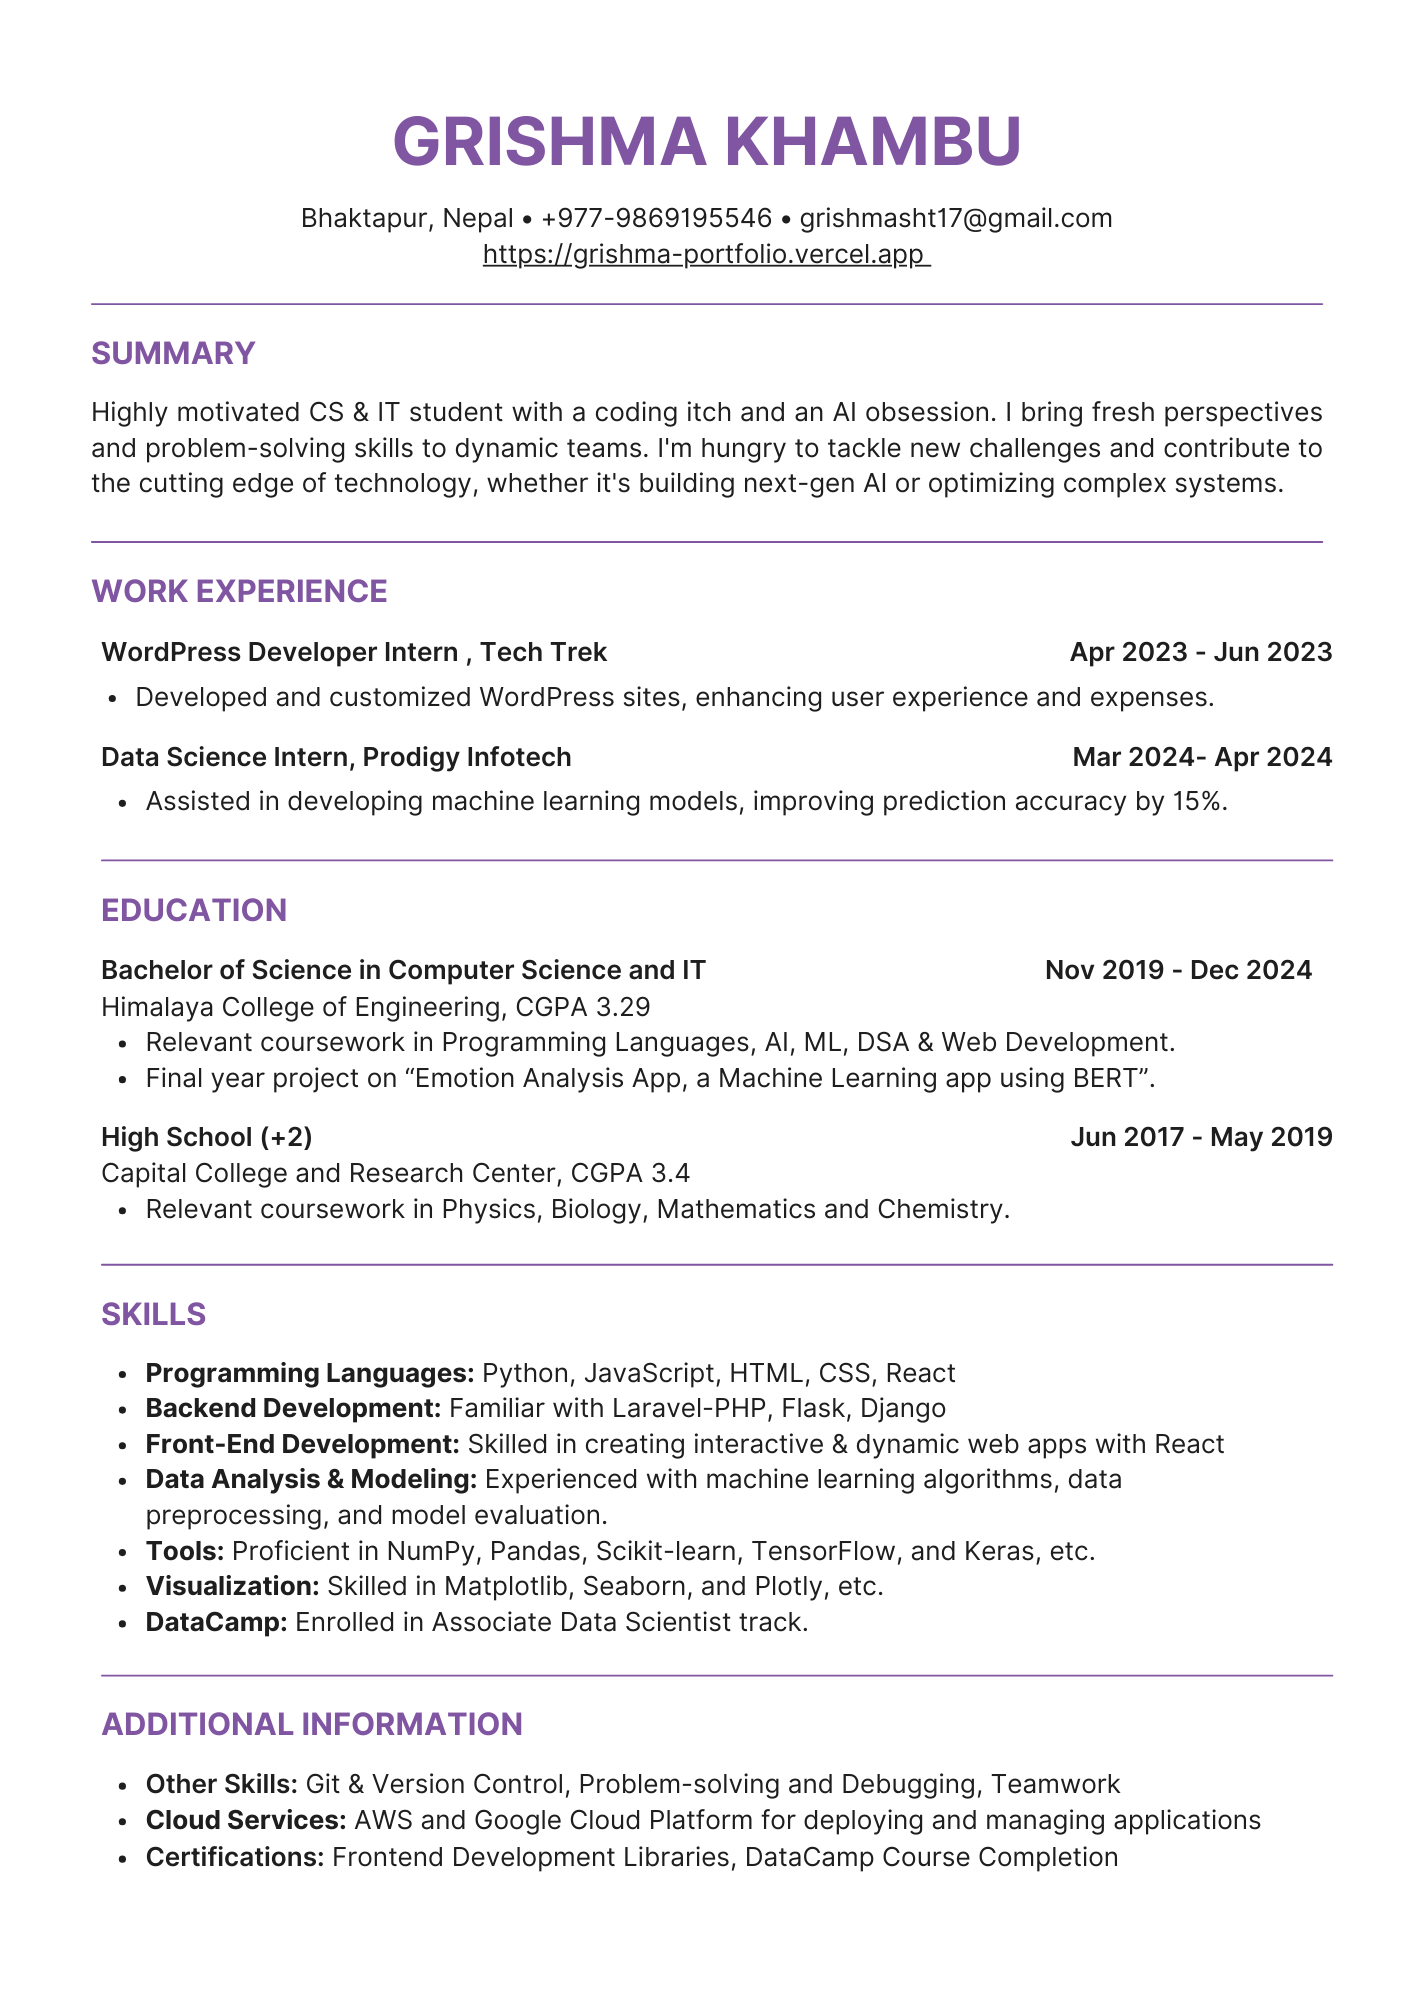 GRISHMA KHAMBU
Bhaktapur, Nepal • +977-9869195546 • grishmasht17@gmail.com
https://grishma-portfolio.vercel.app
SUMMARY
Highly motivated CS & IT student with a coding itch and an AI obsession. I bring fresh perspectives
and problem-solving skills to dynamic teams. I'm hungry to tackle new challenges and contribute to
the cutting edge of technology, whether it's building next-gen AI or optimizing complex systems.
WORK EXPERIENCE
WordPress Developer Intern , Tech Trek Apr 2023 - Jun 2023
• Developed and customized WordPress sites, enhancing user experience and expenses.
Data Science Intern, Prodigy Infotech Mar 2024- Apr 2024
• Assisted in developing machine learning models, improving prediction accuracy by 15%.
EDUCATION
Bachelor of Science in Computer Science and IT Nov 2019 - Dec 2024
Himalaya College of Engineering, CGPA 3.29
• Relevant coursework in Programming Languages, AI, ML, DSA & Web Development.
• Final year project on “Emotion Analysis App, a Machine Learning app using BERT”.
High School (+2) Jun 2017 - May 2019
Capital College and Research Center, CGPA 3.4
• Relevant coursework in Physics, Biology, Mathematics and Chemistry.
SKILLS
• Programming Languages: Python, JavaScript, HTML, CSS, React
• Backend Development: Familiar with Laravel-PHP, Flask, Django
• Front-End Development: Skilled in creating interactive & dynamic web apps with React
• Data Analysis & Modeling: Experienced with machine learning algorithms, data
preprocessing, and model evaluation.
• Tools: Proficient in NumPy, Pandas, Scikit-learn, TensorFlow, and Keras, etc.
• Visualization: Skilled in Matplotlib, Seaborn, and Plotly, etc.
• DataCamp: Enrolled in Associate Data Scientist track.
ADDITIONAL INFORMATION
• Other Skills: Git & Version Control, Problem-solving and Debugging, Teamwork
• Cloud Services: AWS and Google Cloud Platform for deploying and managing applications
• Certifications: Frontend Development Libraries, DataCamp Course Completion